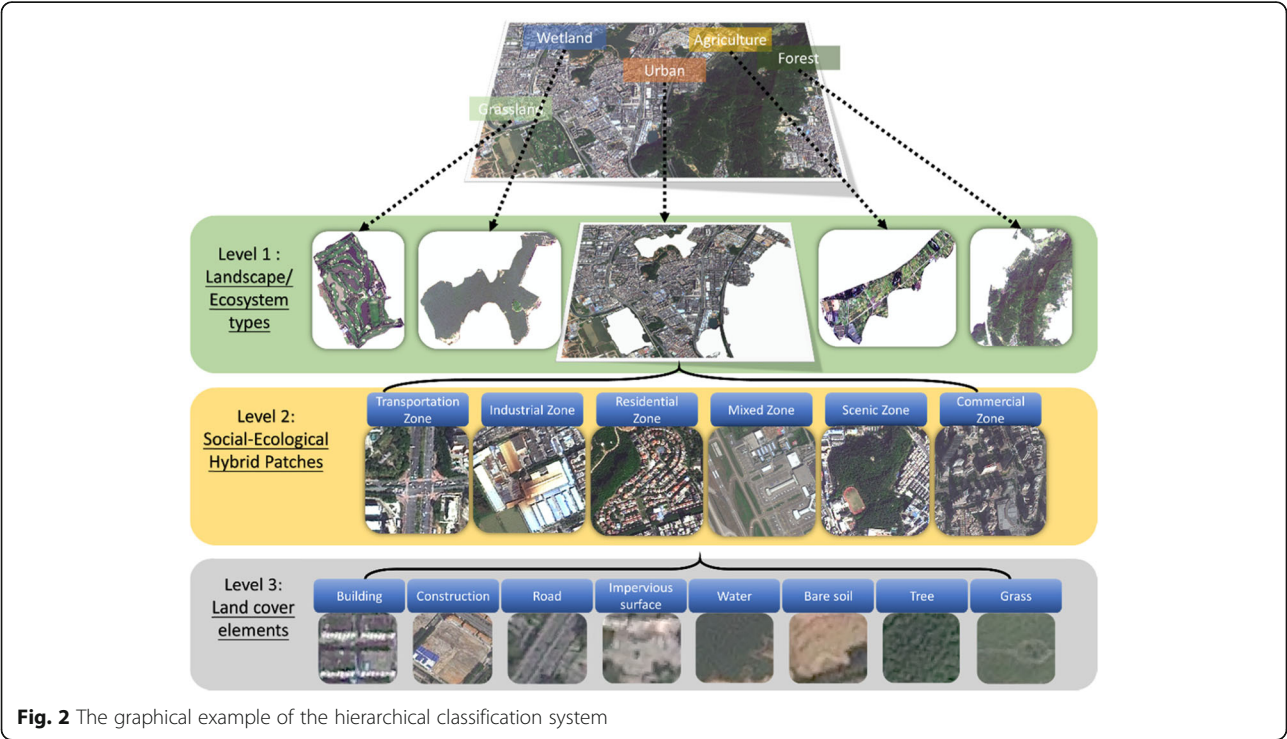 Wetland
Agriculture
Forest
Urban
Grassland
Level 1 :
Landscape/
Ecosystem
types
Level 2:
Social-Ecological
Hybrid Patches
Transportation
Zone
Industrial Zone
Residential
Zone
Mixed Zone
Scenic Zone
Commercial
Zone
Level 3:
Land cover
elements
Building
Construction
Road
Impervious
surface
Water
Bare soil
Tree
Grass
Fig. 2 The graphical example of the hierarchical classification system